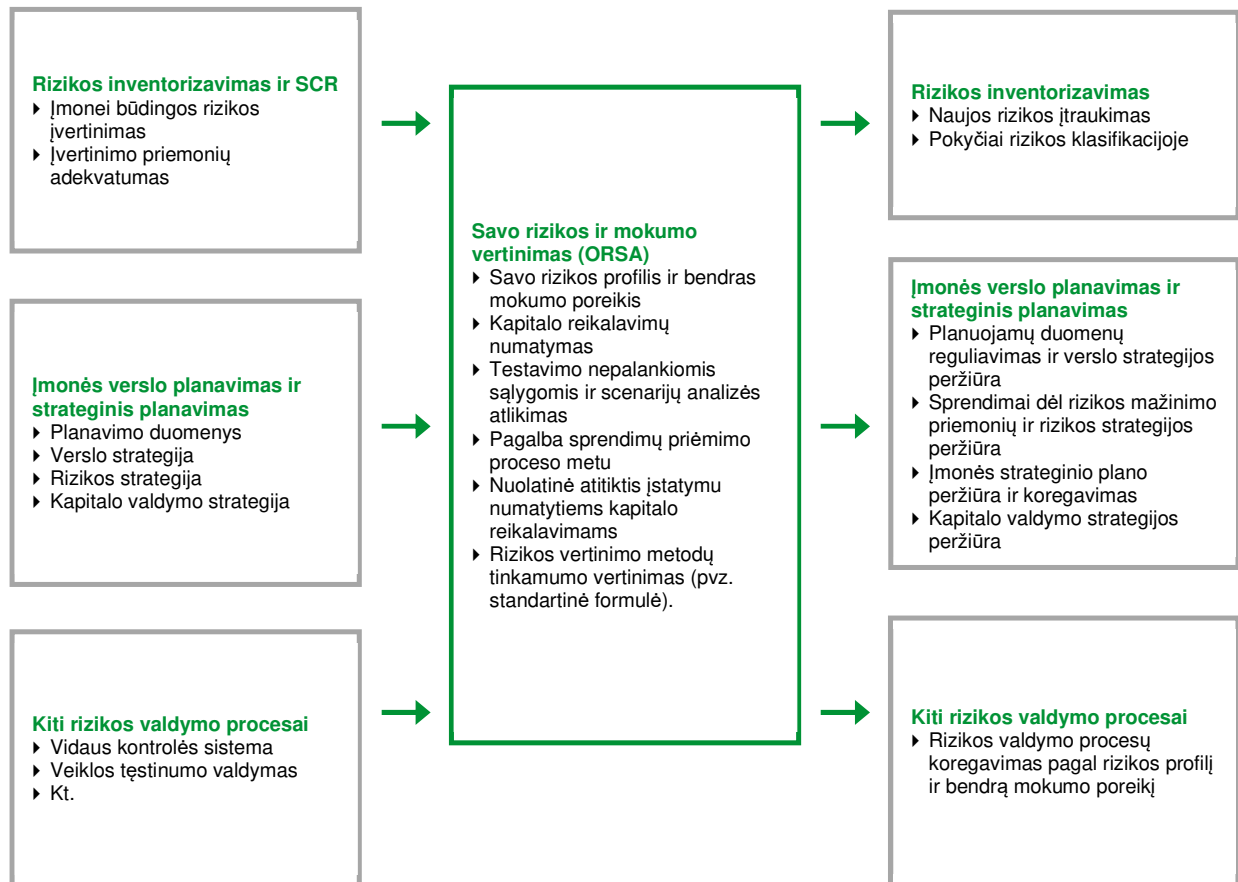 Rizikos inventorizavimas ir SCR
Įmonei būdingos rizikos
įvertinimas
Įvertinimo priemonių
adekvatumas
Įmonės verslo planavimas ir
strateginis planavimas
Planavimo duomenys
Verslo strategija
Rizikos strategija
Kapitalo valdymo strategija
Kiti rizikos valdymo procesai
Vidaus kontrolės sistema
Veiklos tęstinumo valdymas
Kt.
Savo rizikos ir mokumo
vertinimas (ORSA)
Savo rizikos profilis ir bendras
mokumo poreikis
Kapitalo reikalavimų
numatymas
Testavimo nepalankiomis
sąlygomis ir scenarijų analizės
atlikimas
Pagalba sprendimų priėmimo
proceso metu
Nuolatinė atitiktis įstatymu
numatytiems kapitalo
reikalavimams
Rizikos vertinimo metodų
tinkamumo vertinimas (pvz.
standartinė formulė).
Rizikos inventorizavimas
Naujos rizikos įtraukimas
Pokyčiai rizikos klasifikacijoje
Įmonės verslo planavimas ir
strateginis planavimas
Planuojamų duomenų
reguliavimas ir verslo strategijos
peržiūra
Sprendimai dėl rizikos mažinimo
priemonių ir rizikos strategijos
peržiūra
Įmonės strateginio plano
peržiūra ir koregavimas
Kapitalo valdymo strategijos
peržiūra
Kiti rizikos valdymo procesai
Rizikos valdymo procesų
koregavimas pagal rizikos profilį
ir bendrą mokumo poreikį